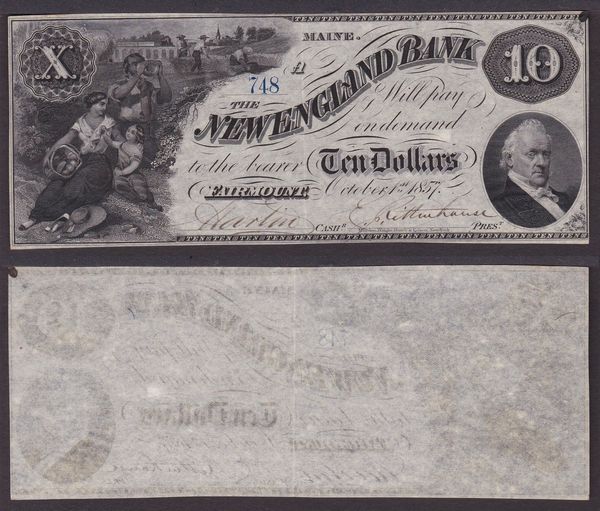 X
MAINE.
10
A
748
THE
NEW ENGLAND BANK
Will pay
on demand
to the bearer Ten Dollars
FAIRMOUNT, October 1st 1857.
CASHR
PREST